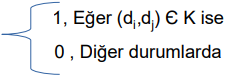 1, Eğer (di,dj) Є K ise
0 , Diğer durumlarda